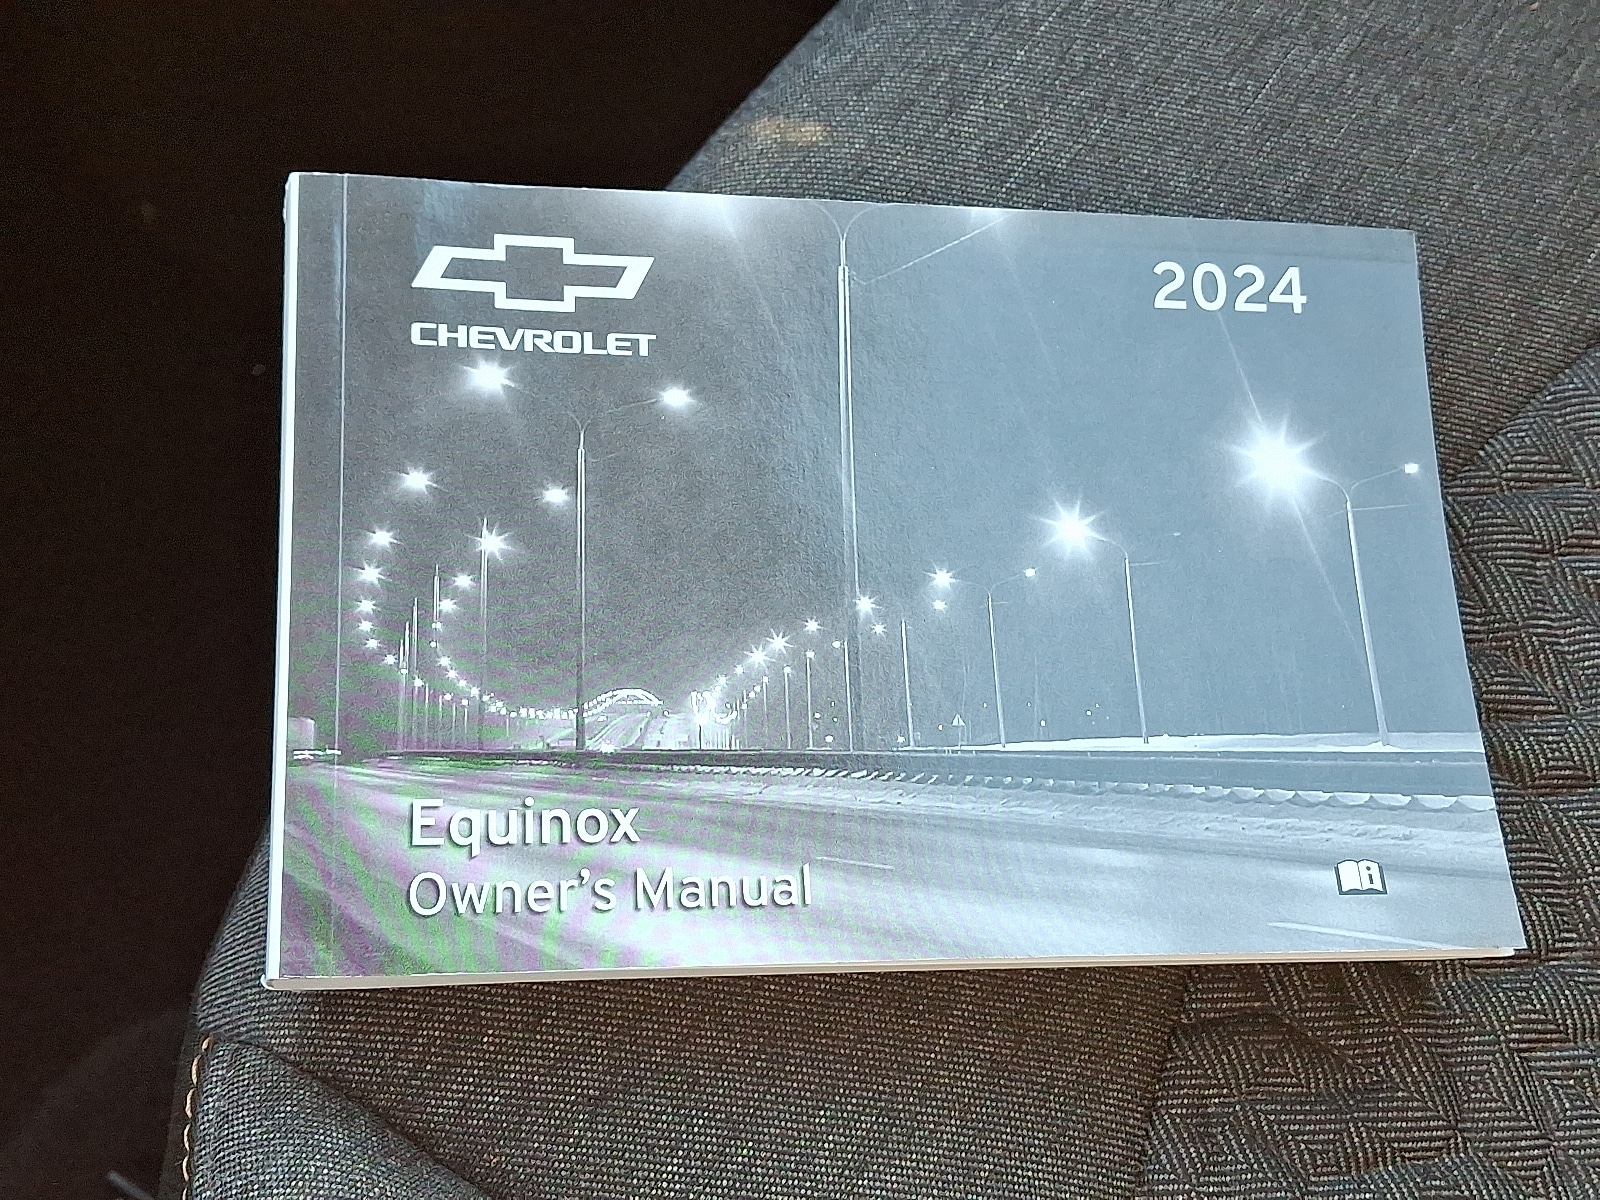 CHEVROLET
2024
Equinox
Owner's Manual